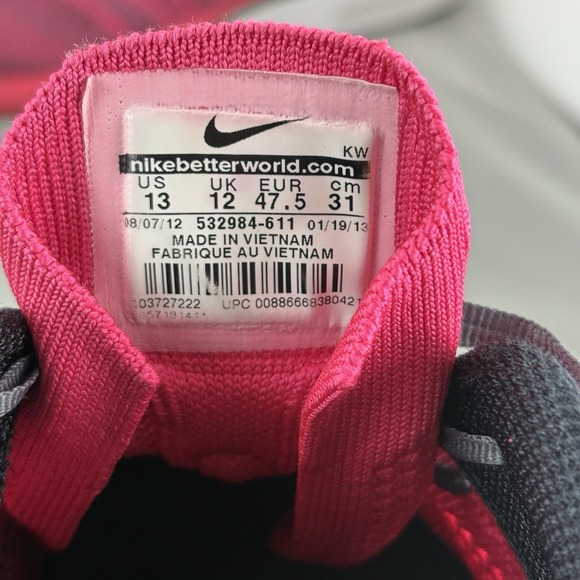 KW
nikebetterworld.com
US UK EUR cm
13 12 47.5 31
08/07/12 532984-611 01/19/13
MADE IN VIETNAM
FABRIQUE AU VIETNAM
103727222 UPC 00886668380421